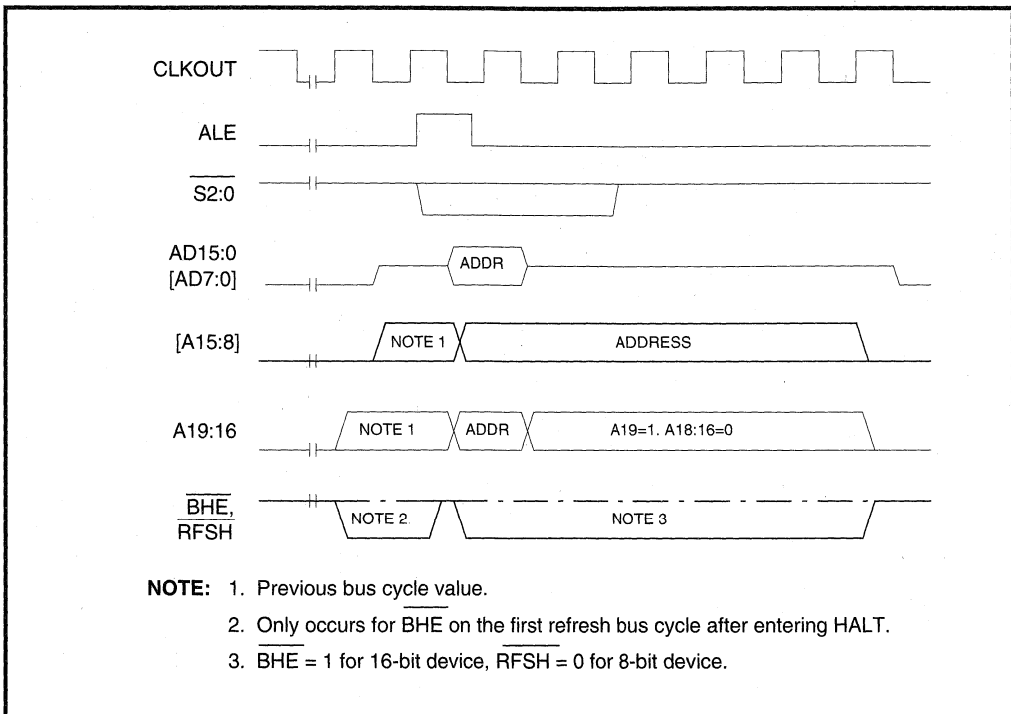 CLKOUT
ALE
S2:0
AD15:0
[AD7:0]
ADDR
[A15:8]
NOTE 1
ADDRESS
A19:16
NOTE 1
ADDR
A19=1. A18:16=0
BHE,
RFSH
NOTE 2
NOTE 3
NOTE: 1. Previous bus cycle value.
2. Only occurs for BHE on the first refresh bus cycle after entering HALT.
3. BHE = 1 for 16-bit device, RFSH = 0 for 8-bit device.